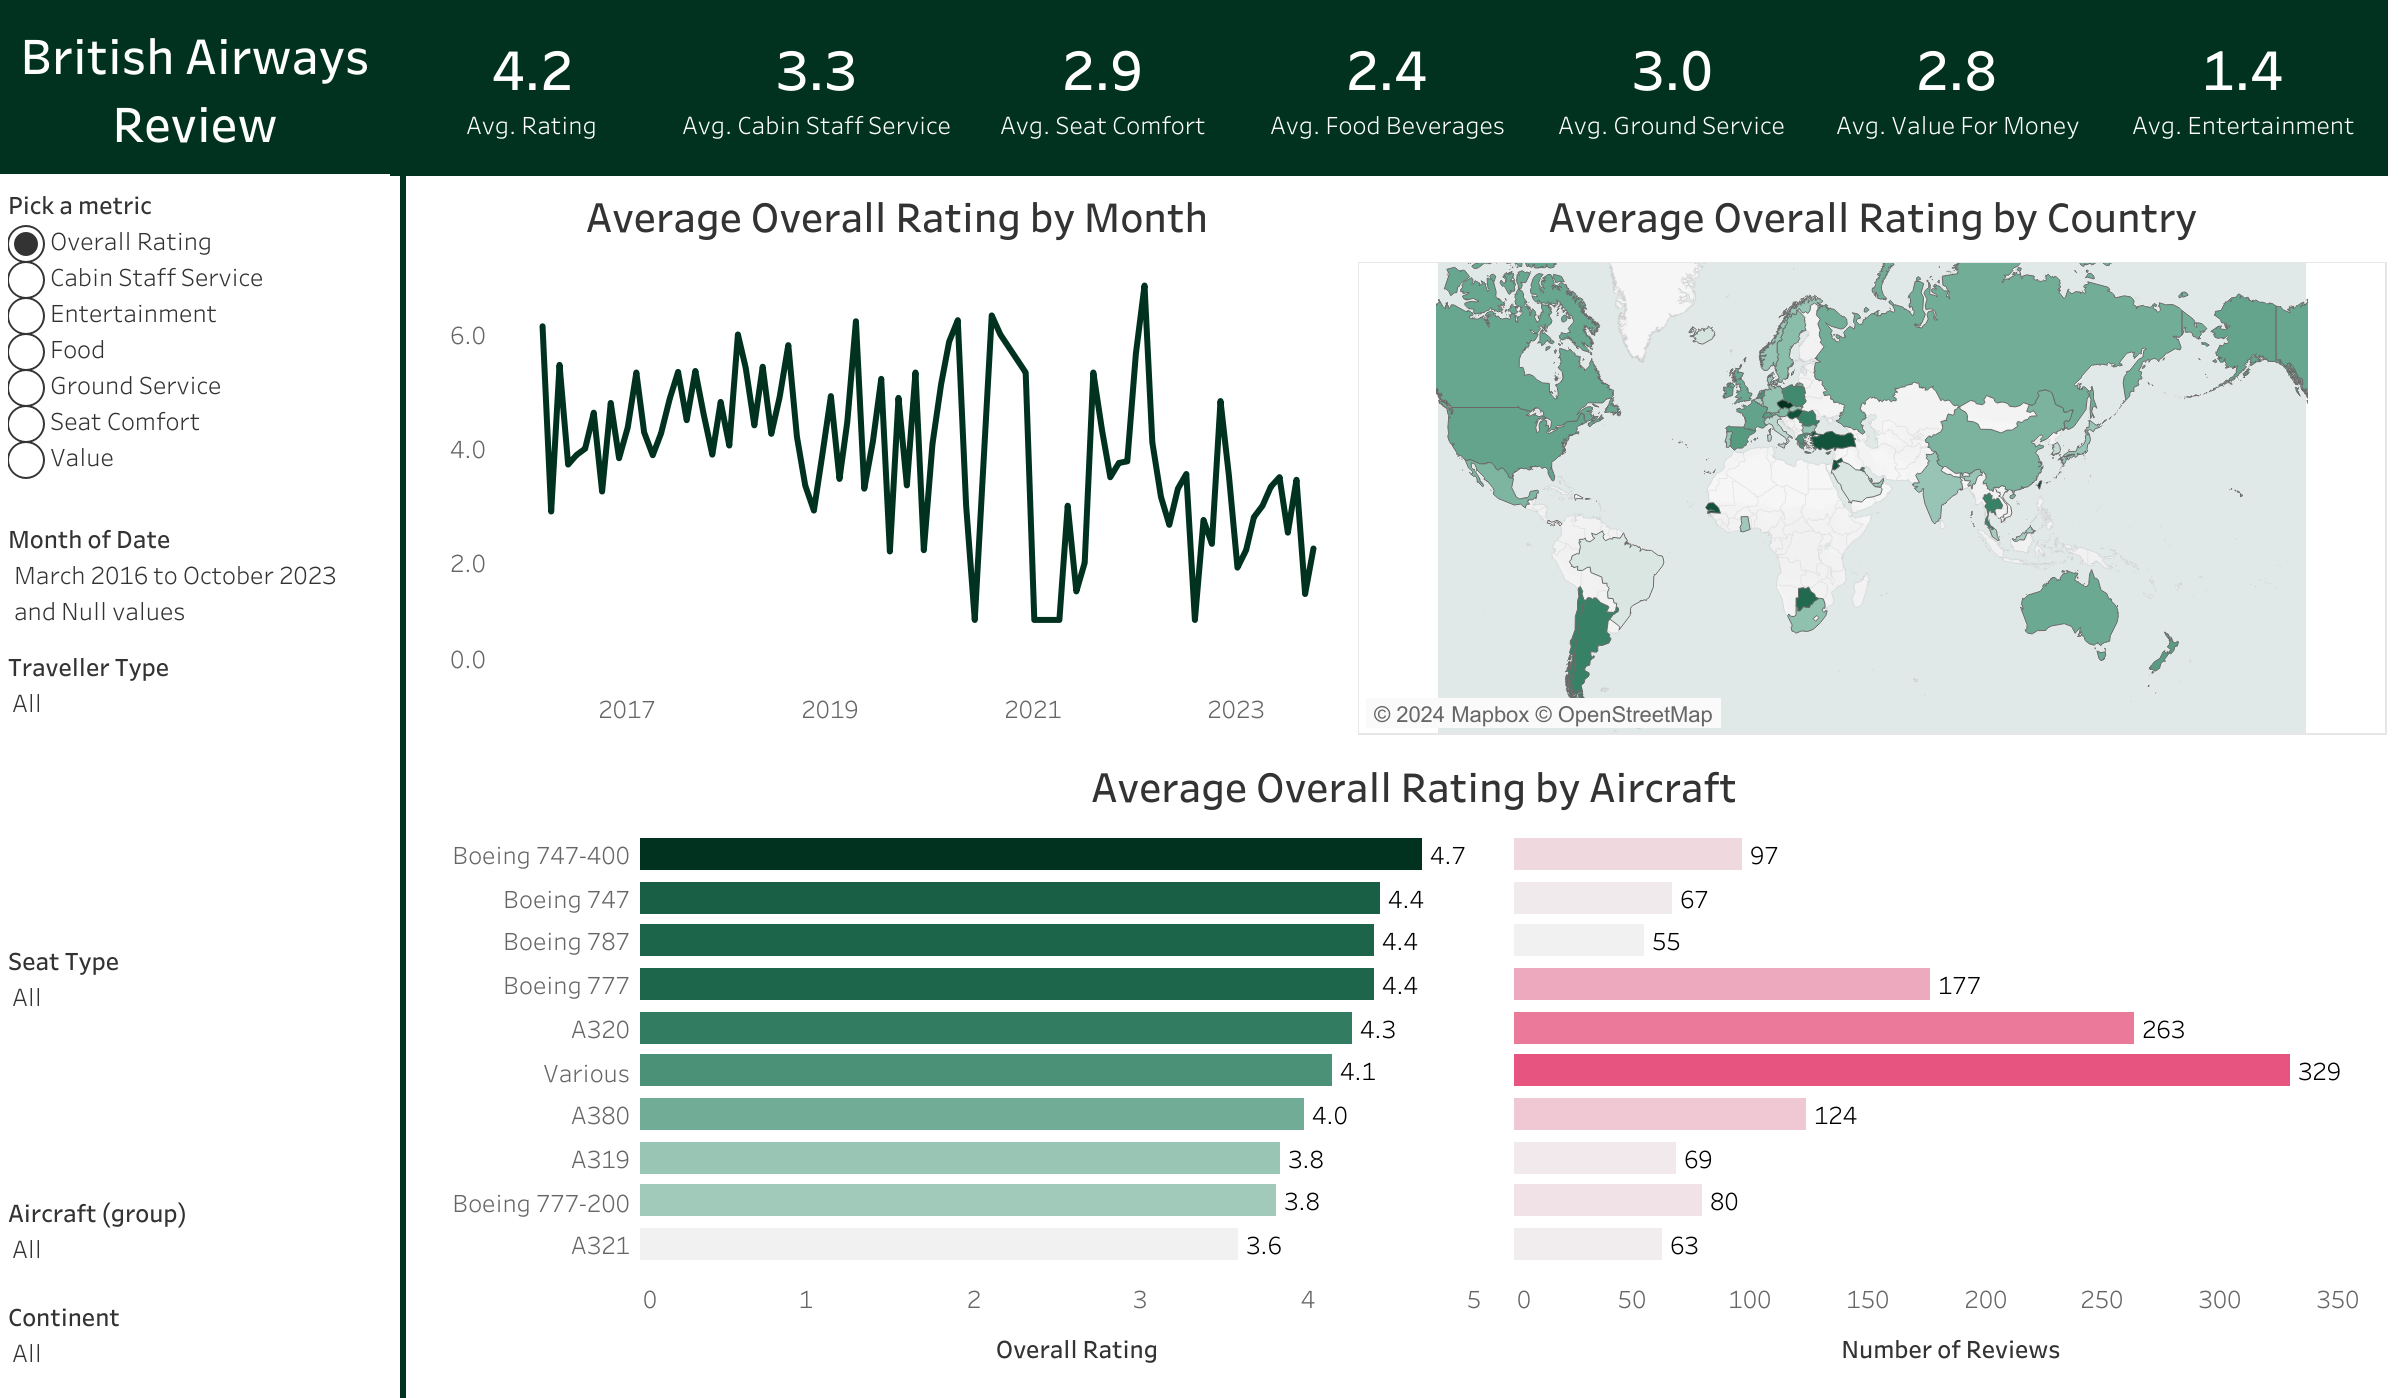 British Airways
Review
4.2
Avg. Rating
3.3
Avg. Cabin Staff Service
2.9
Avg. Seat Comfort
2.4
Avg. Food Beverages
3.0
Avg. Ground Service
2.8
Avg. Value For Money
1.4
Avg. Entertainment
Pick a metric
Overall Rating
Cabin Staff Service
Entertainment
Food
Ground Service
Seat Comfort
Value
Month of Date
March 2016 to October 2023
and Null values
Traveller Type
All
Seat Type
All
Aircraft (group)
All
Continent
All
Average Overall Rating by Month
6.0
4.0
2.0
0.0
2017 2019 2021 2023
Average Overall Rating by Country
© 2024 Mapbox © OpenStreetMap
Average Overall Rating by Aircraft
Boeing 747-400 4.7 97
Boeing 747 4.4 67
Boeing 787 4.4 55
Boeing 777 4.4 177
A320 4.3 263
Various 4.1 329
A380 4.0 124
A319 3.8 69
Boeing 777-200 3.8 80
A321 3.6 63
0 1 2 3 4 5 0 50 100 150 200 250 300 350
Overall Rating Number of Reviews